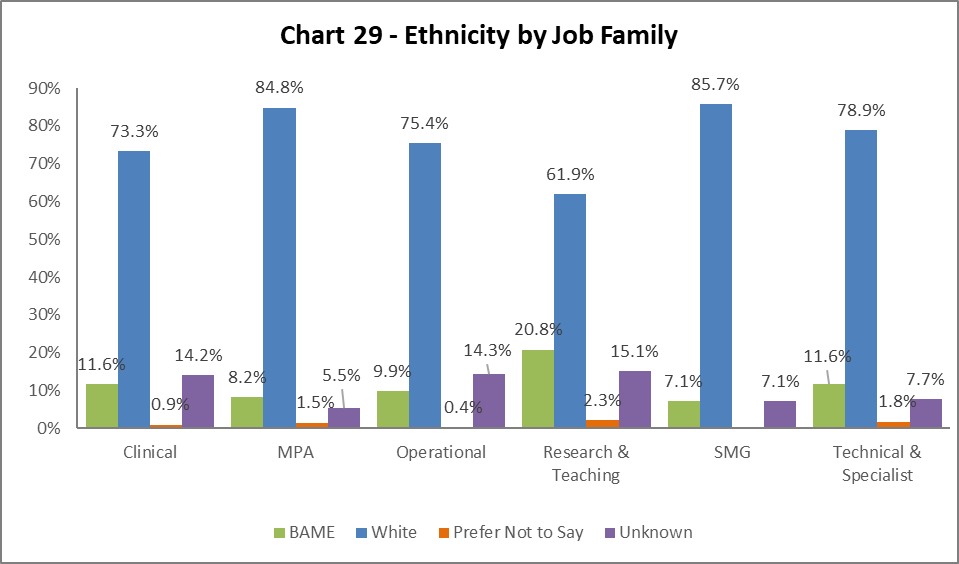 Chart 29 - Ethnicity by Job Family
90%
80%
70%
60%
50%
40%
30%
20%
10%
0%
11.6% 73.3% 0.9% 14.2%
8.2% 84.8% 1.5% 5.5%
9.9% 75.4% 0.4% 14.3%
20.8% 61.9% 2.3% 15.1%
7.1% 85.7% 7.1%
11.6% 78.9% 1.8% 7.7%
Clinical
MPA
Operational
Research &
Teaching
SMG
Technical &
Specialist
BAME White Prefer Not to Say Unknown